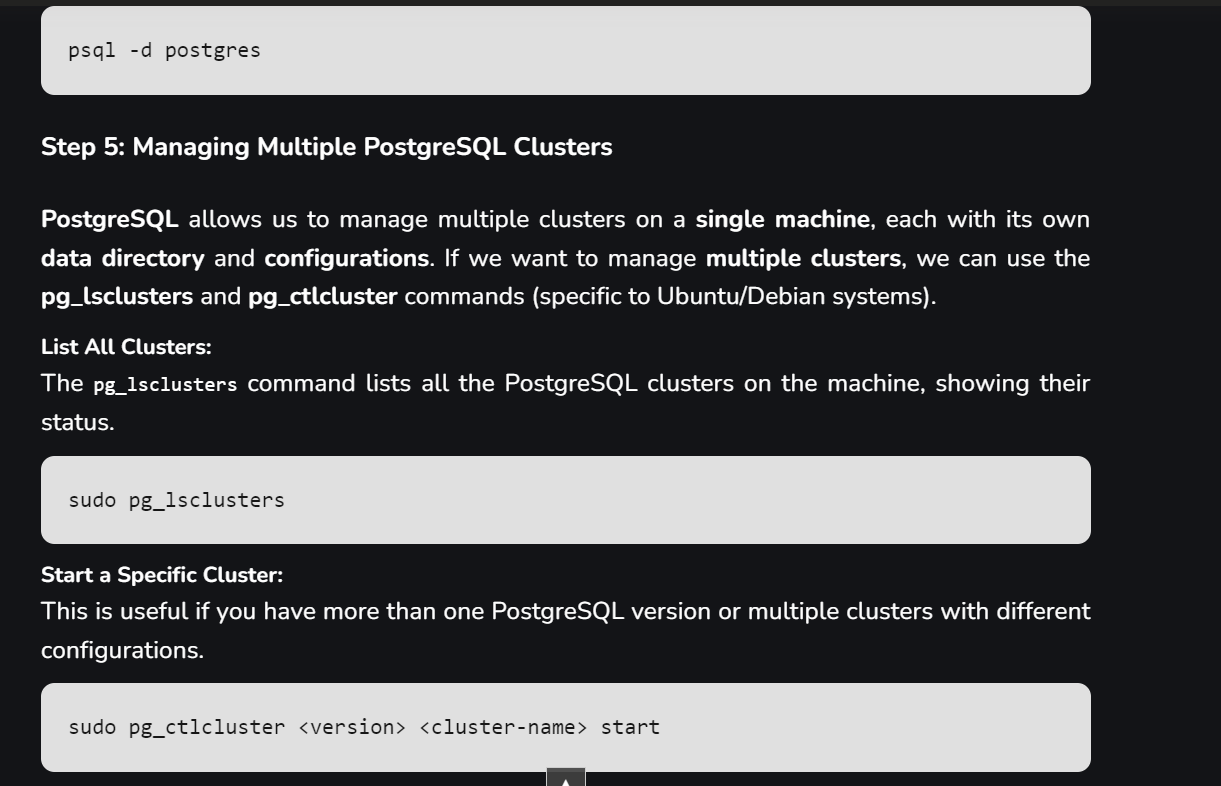 psql -d postgres
Step 5: Managing Multiple PostgreSQL Clusters
PostgreSQL allows us to manage multiple clusters on a single machine, each with its own
data directory and configurations. If we want to manage multiple clusters, we can use the
pg_lsclusters and pg_ctlcluster commands (specific to Ubuntu/Debian systems).
List All Clusters:
The pg_lsclusters command lists all the PostgreSQL clusters on the machine, showing their
status.
sudo pg_lsclusters
Start a Specific Cluster:
This is useful if you have more than one PostgreSQL version or multiple clusters with different
configurations.
sudo pg_ctlcluster <version> <cluster-name> start